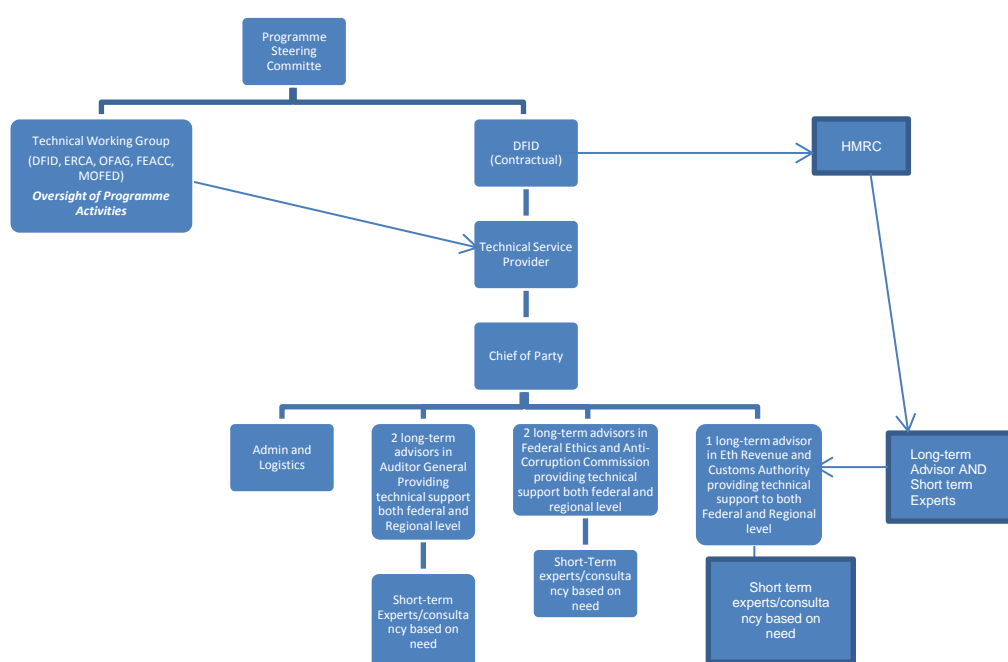 Programme
Steering
Committe
Technical Working Group
(DFID, ERCA, OFAG, FEACC,
MOFED)
Oversight of Programme
Activities
DFID
(Contractual)
HMRC
Technical Service
Provider
Chief of Party
Admin and
Logistics
2 long-term
advisors in
Auditor General
Providing
technical support
both federal and
Regional level
2 long-term advisors in
Federal Ethics and Anti-
Corruption Commission
providing technical
support both federal and
regional level
1 long-term advisor
in Eth Revenue and
Customs Authority
providing technical
support to both
Federal and Regional
level
Long-term
Advisor AND
Short term
Experts
Short-term
Experts/consulta
ncy based on
need
Short-Term
experts/consulta
ncy based on
need
Short term
experts/consulta
ncy based on
need